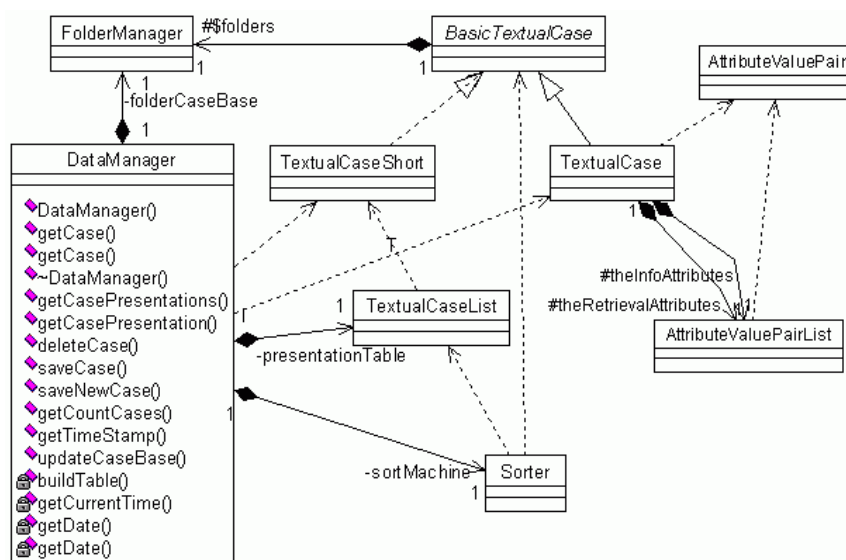 FolderManager
#$folders
BasicTextualCase
1
1
AttributeValuePair
1
-folderCaseBase
1
DataManager
TextualCaseShort
TextualCase
DataManager()
getCase()
getCase()
~DataManager()
getCasePresentations()
getCasePresentation()
deleteCase()
saveCase()
saveNewCase()
getCountCases()
getTimeStamp()
updateCaseBase()
buildTable()
getCurrentTime()
getDate()
getDate()
1
#theInfoAttributes
#theRetrievalAttributes
1
1
TextualCaseList
AttributeValuePairList
-presentationTable
1
-sortMachine
1
Sorter